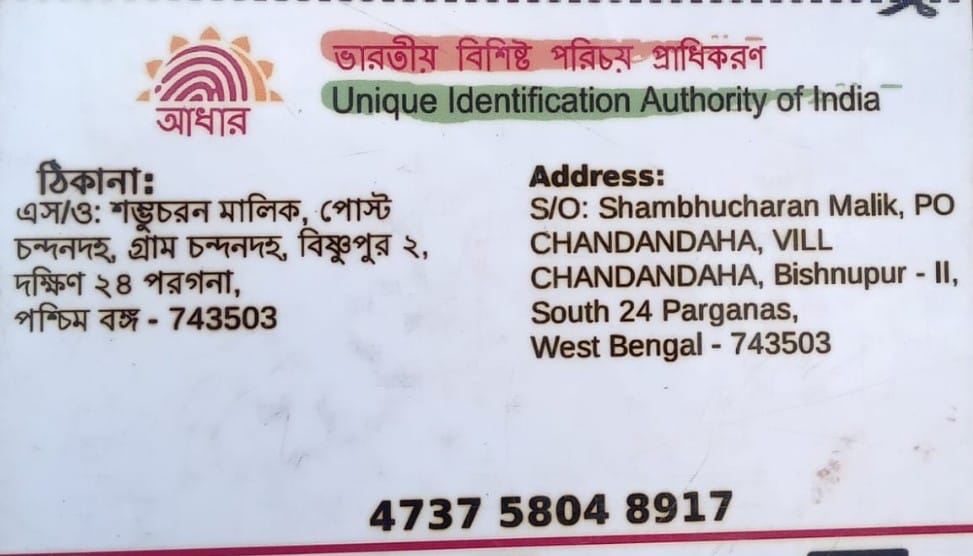 ভারতীয় বিশিষ্ট পরিচয় প্রাধিকরণ
Unique Identification Authority of India
আধার
ঠিকানা:
এস/ও: শম্ভুচরন মালিক, পোস্ট
চন্দনদহ, গ্রাম চন্দনদহ, বিষ্ণুপুর ২,
দক্ষিণ ২৪ পরগনা,
পশ্চিম বঙ্গ - 743503
Address:
S/O: Shambhucharan Malik, PO
CHANDANDAHA, VILL
CHANDANDAHA, Bishnupur - II,
South 24 Parganas,
West Bengal - 743503
4737 5804 8917